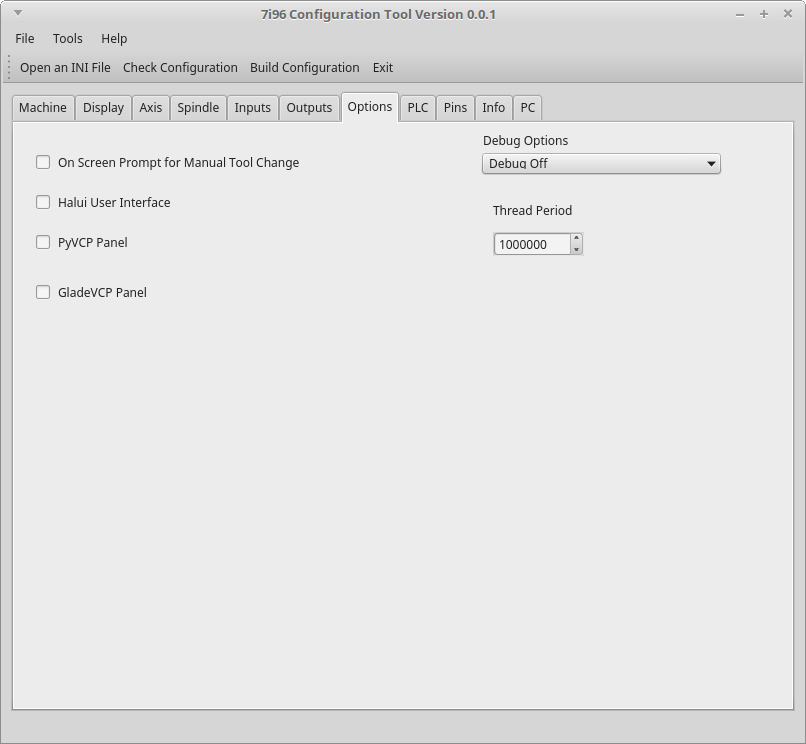 7i96 Configuration Tool Version 0.0.1
File Tools Help
Open an INI File Check Configuration Build Configuration Exit
Machine Display Axis Spindle Inputs Outputs Options PLC Pins Info PC
Debug Options
On Screen Prompt for Manual Tool Change Debug Off
Halui User Interface
Thread Period
PyVCP Panel 1000000
GladeVCP Panel